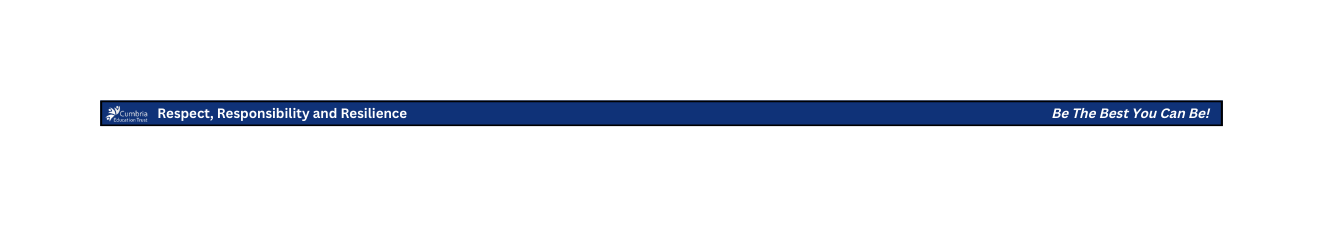 Cumbria
Education Trust
Respect, Responsibility and Resilience
Be The Best You Can Be!